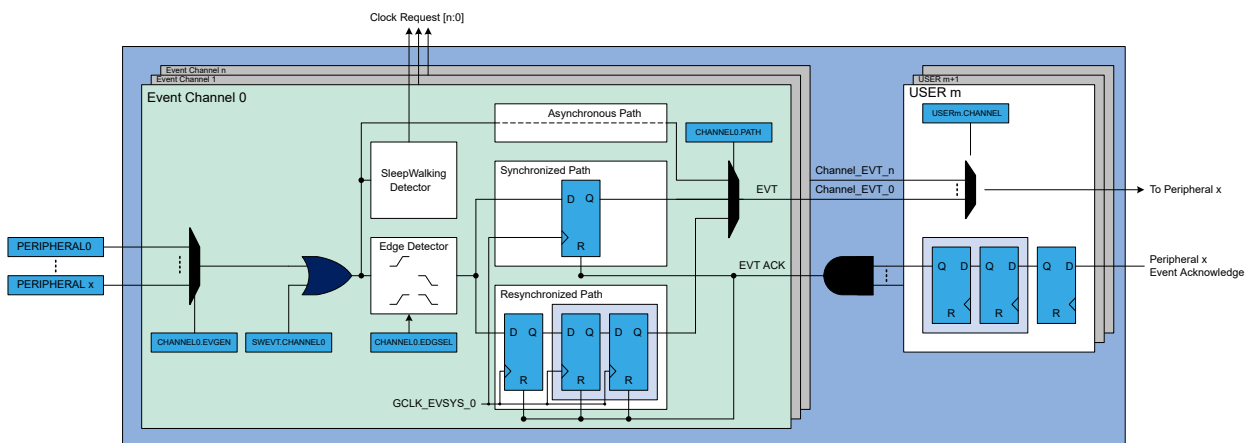 Clock Request [n:0]
Event Channel n
Event Channel 1
Event Channel 0
USER m+1
USER m
Asynchronous Path
CHANNEL0.PATH
USERm.CHANNEL
SleepWalking
Detector
Synchronized Path
D Q
R
EVT
Channel_EVT_n
Channel_EVT_0
To Peripheral x
PERIPHERAL0
PERIPHERAL x
Edge Detector
EVT ACK
Q D
R
Q D
R
Q D
R
Peripheral x
Event Acknowledge
Resynchronized Path
D Q
R
D Q
R
D Q
R
CHANNEL0.EVGEN
SWEVT.CHANNEL0
CHANNEL0.EDGSEL
GCLK_EVSYS_0